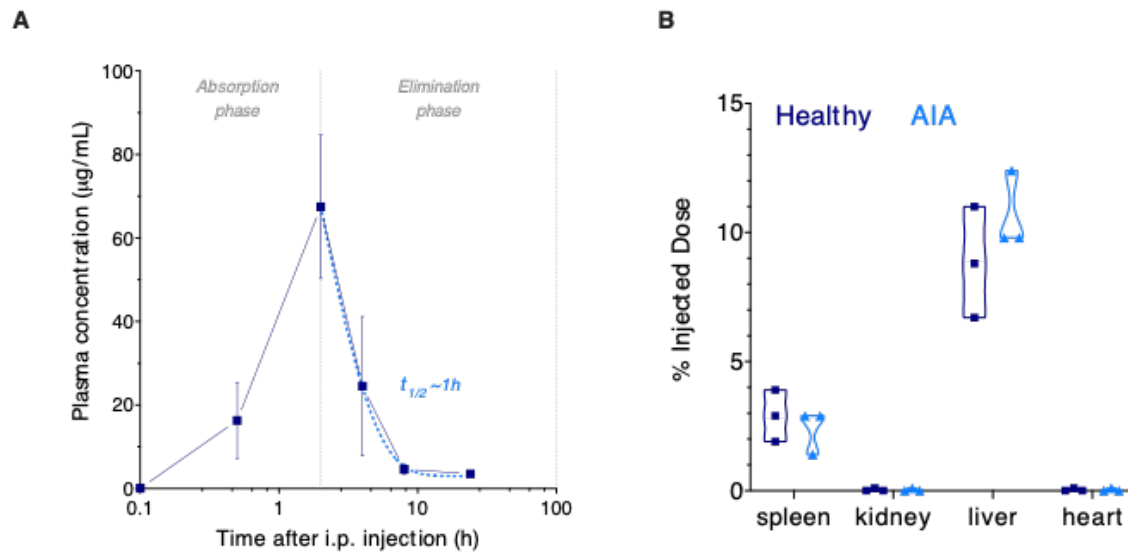 A
Plasma concentration (µg/mL)
100
80
60
40
20
0
Absorption
phase
Elimination
phase
t1/2~1h
0.1
1
10
100
Time after i.p. injection (h)
B
% Injected Dose
15
10
5
0
Healthy
AIA
spleen
kidney
liver
heart